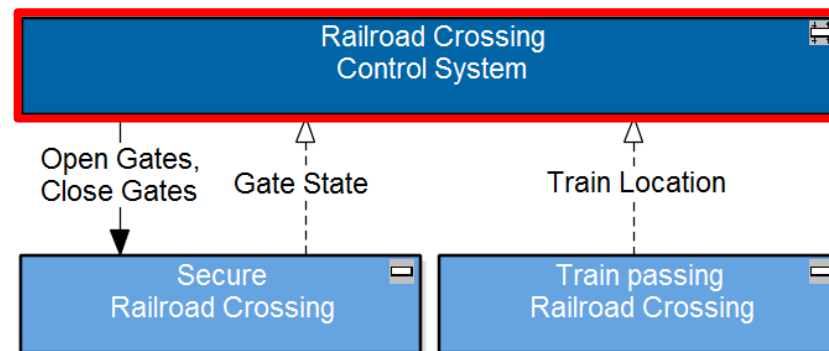 Railroad Crossing
Control System
Open Gates,
Close Gates
Gate State
Train Location
Secure
Railroad Crossing
Train passing
Railroad Crossing